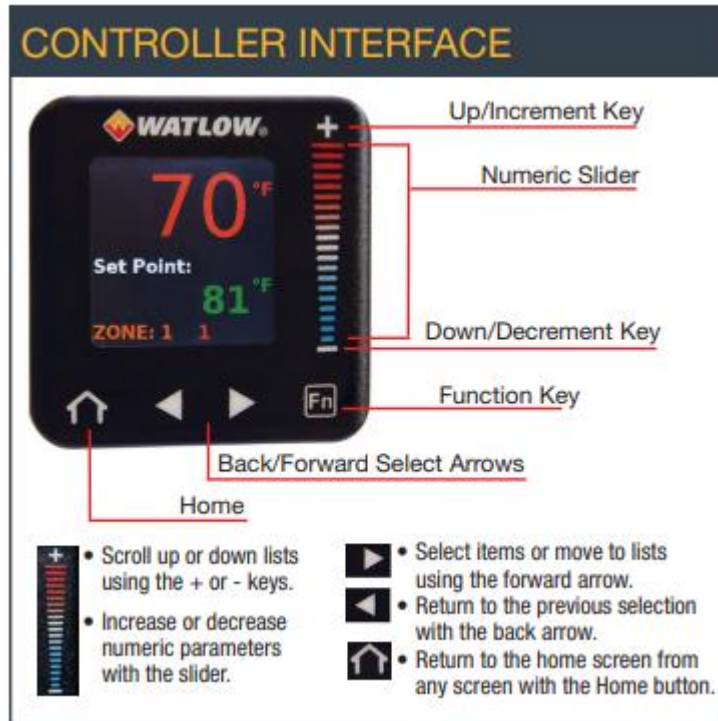 CONTROLLER INTERFACE
WATLOW®
+
Up/Increment Key
Numeric Slider
70 °F
Set Point:
81 °F
ZONE: 1 1
Down/Decrement Key
Fn
Function Key
Back/Forward Select Arrows
Home
• Scroll up or down lists
using the + or - keys.
• Increase or decrease
numeric parameters
with the slider.
• Select items or move to lists
using the forward arrow.
• Return to the previous selection
with the back arrow.
• Return to the home screen from
any screen with the Home button.